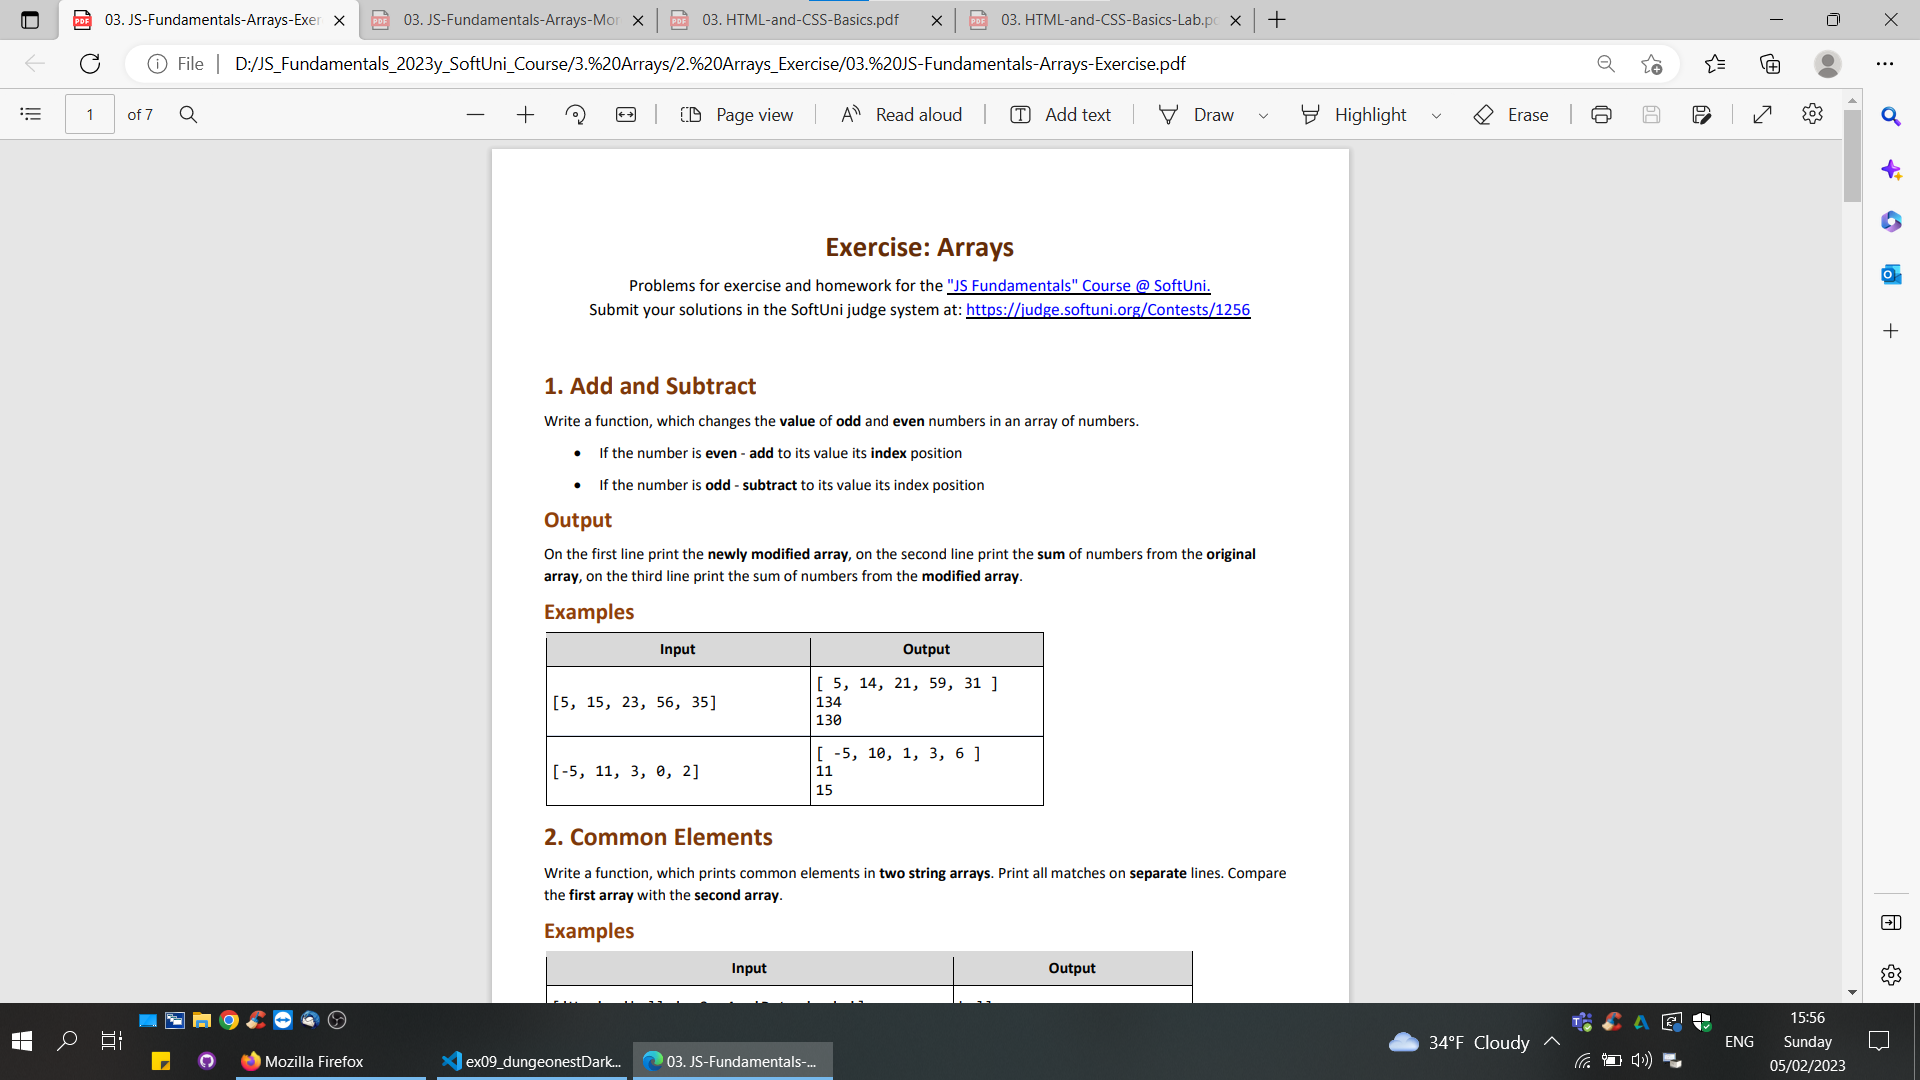 03. JS-Fundamentals-Arrays-Exer
03. JS-Fundamentals-Arrays-Mor
03. HTML-and-CSS-Basics.pdf
03. HTML-and-CSS-Basics-Lab.pd
File
D:/JS_Fundamentals_2023y_SoftUni_Course/3.%20Arrays/2.%20Arrays_Exercise/03.%20JS-Fundamentals-Arrays-Exercise.pdf
1 of 7
Page view
Read aloud
Add text
Draw
Highlight
Erase
Exercise: Arrays
Problems for exercise and homework for the "JS Fundamentals" Course @ SoftUni.
Submit your solutions in the SoftUni judge system at: https://judge.softuni.org/Contests/1256
1. Add and Subtract
Write a function, which changes the value of odd and even numbers in an array of numbers.
• If the number is even - add to its value its index position
• If the number is odd - subtract to its value its index position
Output
On the first line print the newly modified array, on the second line print the sum of numbers from the original
array, on the third line print the sum of numbers from the modified array.
Examples
Input Output
[5, 15, 23, 56, 35]
[ 5, 14, 21, 59, 31 ]
134
130
[-5, 11, 3, 0, 2]
[ -5, 10, 1, 3, 6 ]
11
15
2. Common Elements
Write a function, which prints common elements in two string arrays. Print all matches on separate lines. Compare
the first array with the second array.
Examples
Input Output
34°F Cloudy
ENG
15:56
Sunday
05/02/2023
Mozilla Firefox
ex09_dungeonestDark...
03. JS-Fundamentals-...